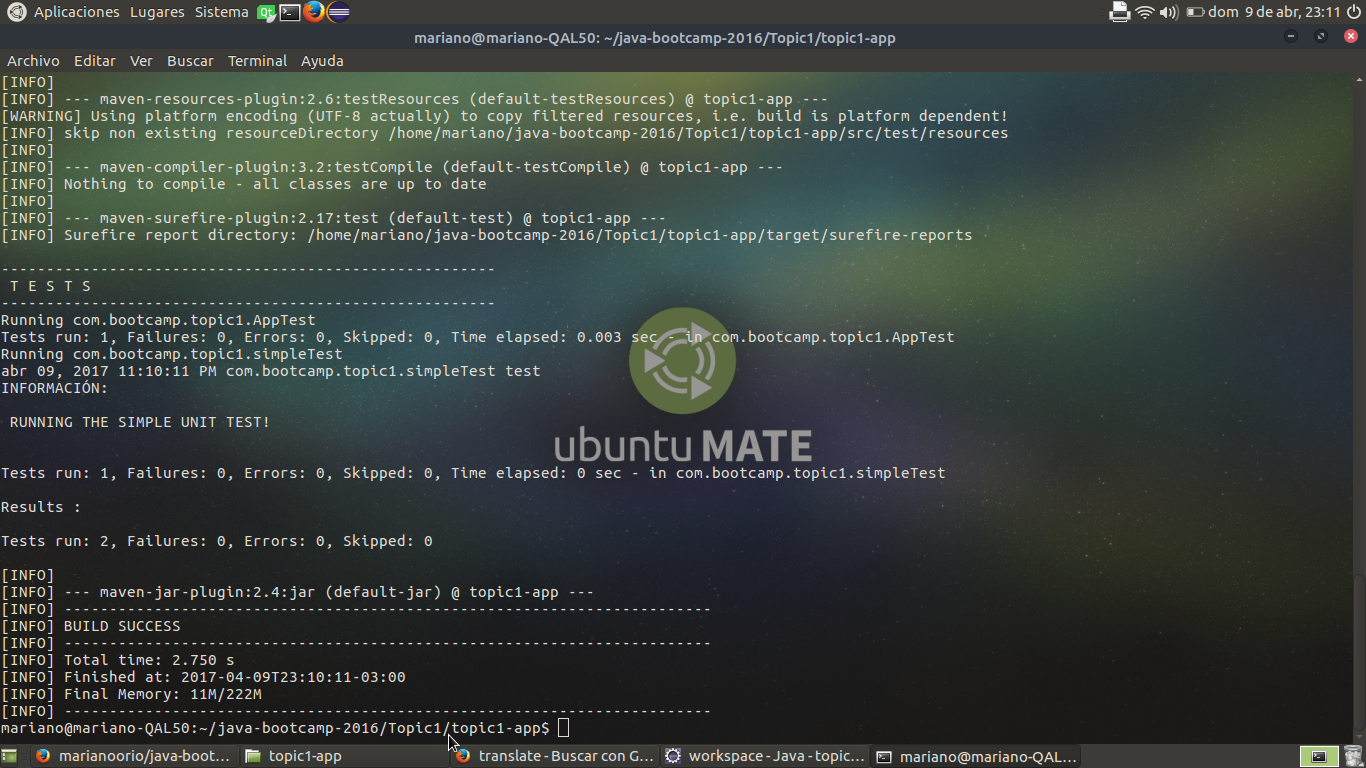 Aplicaciones Lugares Sistema Qt dom 9 de abr, 23:11
mariano@mariano-QAL50: ~/java-bootcamp-2016/Topic1/topic1-app
Archivo Editar Ver Buscar Terminal Ayuda
[INFO]
[INFO] --- maven-resources-plugin:2.6:testResources (default-testResources) @ topic1-app ---
[WARNING] Using platform encoding (UTF-8 actually) to copy filtered resources, i.e. build is platform dependent!
[INFO] skip non existing resourceDirectory /home/mariano/java-bootcamp-2016/Topic1/topic1-app/src/test/resources
[INFO]
[INFO] --- maven-compiler-plugin:3.2:testCompile (default-testCompile) @ topic1-app ---
[INFO] Nothing to compile - all classes are up to date
[INFO]
[INFO] --- maven-surefire-plugin:2.17:test (default-test) @ topic1-app ---
[INFO] Surefire report directory: /home/mariano/java-bootcamp-2016/Topic1/topic1-app/target/surefire-reports
-------------------------------------------------------
T E S T S
-------------------------------------------------------
Running com.bootcamp.topic1.AppTest
Tests run: 1, Failures: 0, Errors: 0, Skipped: 0, Time elapsed: 0.003 sec - in com.bootcamp.topic1.AppTest
Running com.bootcamp.topic1.simpleTest
abr 09, 2017 11:10:11 PM com.bootcamp.topic1.simpleTest test
INFORMACIÓN:
RUNNING THE SIMPLE UNIT TEST!
ubuntu MATE
Tests run: 1, Failures: 0, Errors: 0, Skipped: 0, Time elapsed: 0 sec - in com.bootcamp.topic1.simpleTest
Results :
Tests run: 2, Failures: 0, Errors: 0, Skipped: 0
[INFO]
[INFO] --- maven-jar-plugin:2.4:jar (default-jar) @ topic1-app ---
[INFO] ------------------------------------------------------------------------
[INFO] BUILD SUCCESS
[INFO] ------------------------------------------------------------------------
[INFO] Total time: 2.750 s
[INFO] Finished at: 2017-04-09T23:10:11-03:00
[INFO] Final Memory: 11M/222M
[INFO] ------------------------------------------------------------------------
mariano@mariano-QAL50:~/java-bootcamp-2016/Topic1/topic1-app$
marianoorio/java-boot... topic1-app translate - Buscar con G... workspace - Java - topic... mariano@mariano-QAL...